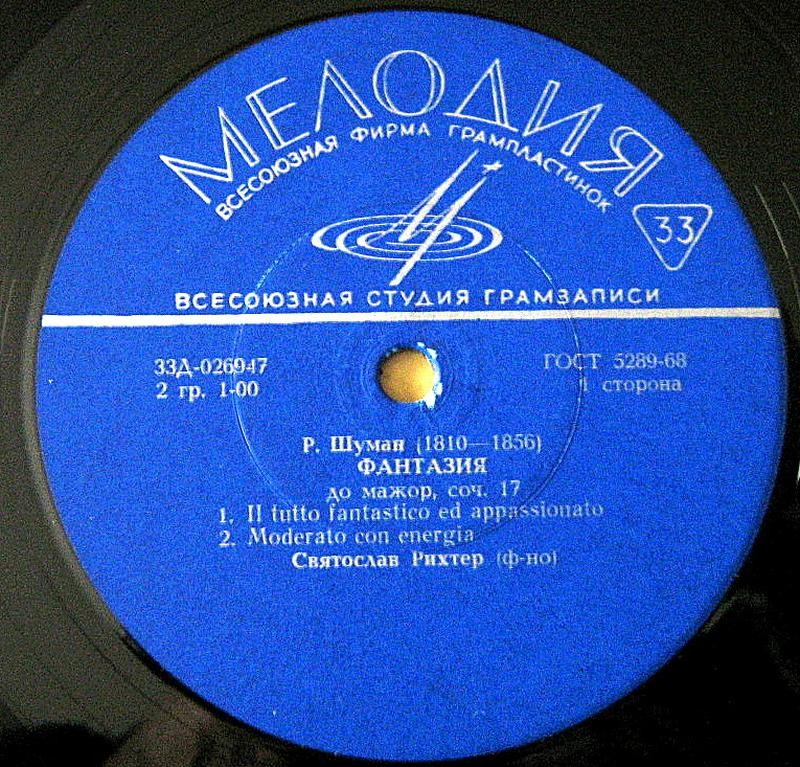 МЕЛОДИЯ
ВСЕСОЮЗНАЯ ФИРМА ГРАМПЛАСТИНОК
33
ВСЕСОЮЗНАЯ СТУДИЯ ГРАМЗАПИСИ
33Д-026947
ГОСТ 5289-68
2 гр. 1-00
1 сторона
Р. Шуман (1810—1856)
ФАНТАЗИЯ
до мажор, соч. 17
1. Il tutto fantastico ed appassionato
2. Moderato con energia
Святослав Рихтер (ф-но)